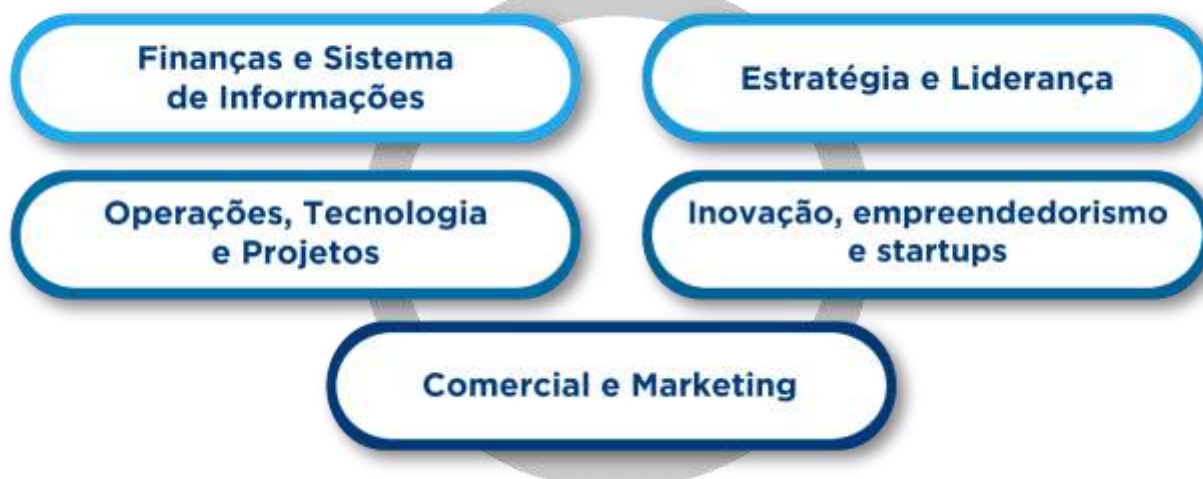 Finanças e Sistema
de Informações
Estratégia e Liderança
Operações, Tecnologia
e Projetos
Inovação, empreendedorismo
e startups
Comercial e Marketing